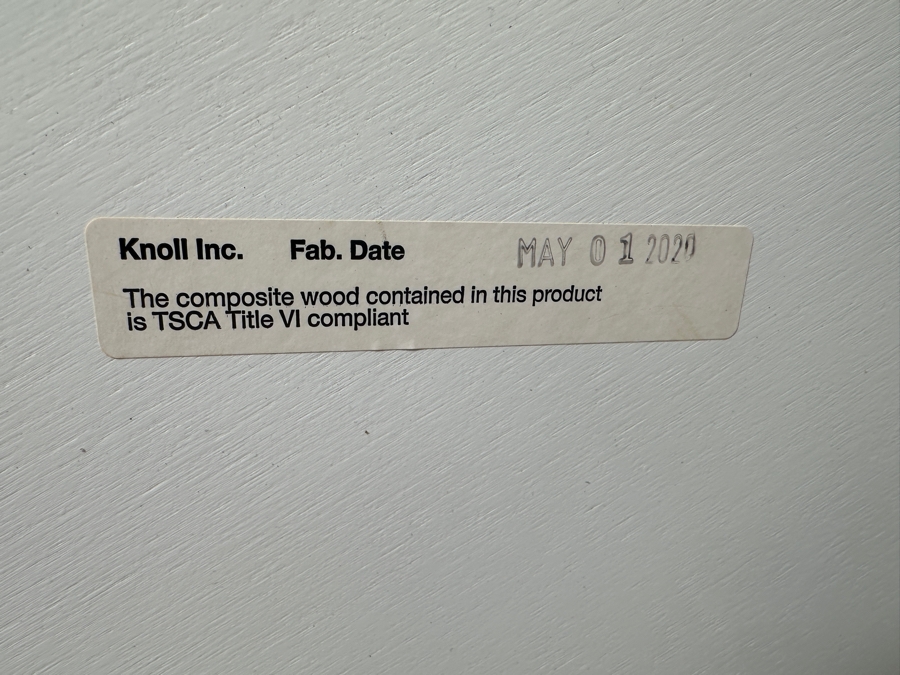 Knoll Inc. Fab. Date MAY 01 2020
The composite wood contained in this product
is TSCA Title VI compliant